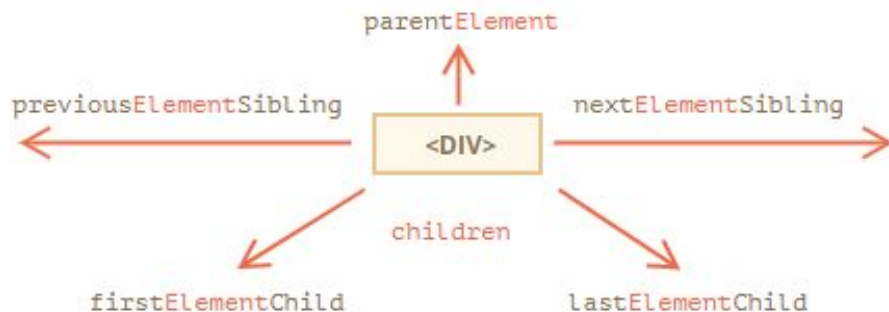 parentElement
previousElementSibling
nextElementSibling
<DIV>
children
firstElementChild
lastElementChild